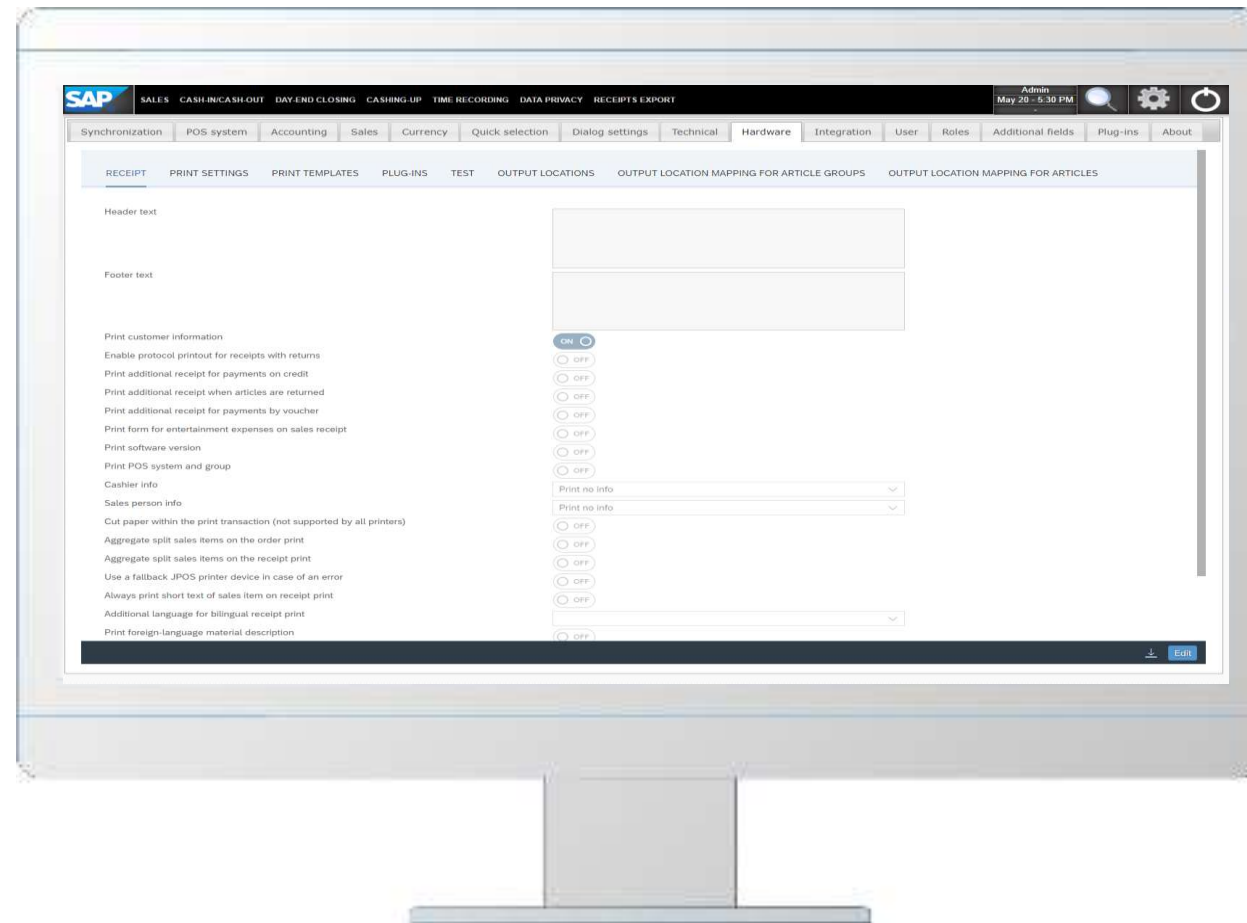 SAP SALES CASH-IN/CASH-OUT DAY-END CLOSING CASHING-UP TIME RECORDING DATA PRIVACY RECEIPTS EXPORT
Admin
May 20 - 5:30 PM
-
Synchronization POS system Accounting Sales Currency Quick selection Dialog settings Technical Hardware Integration User Roles Additional fields Plug-ins About
RECEIPT PRINT SETTINGS PRINT TEMPLATES PLUG-INS TEST OUTPUT LOCATIONS OUTPUT LOCATION MAPPING FOR ARTICLE GROUPS OUTPUT LOCATION MAPPING FOR ARTICLES
Header text
Footer text
Print customer information ON
Enable protocol printout for receipts with returns OFF
Print additional receipt for payments on credit OFF
Print additional receipt when articles are returned OFF
Print additional receipt for payments by voucher OFF
Print form for entertainment expenses on sales receipt OFF
Print software version OFF
Print POS system and group OFF
Cashier info Print no info
Sales person info Print no info
Cut paper within the print transaction (not supported by all printers) OFF
Aggregate split sales items on the order print OFF
Aggregate split sales items on the receipt print OFF
Use a fallback JPOS printer device in case of an error OFF
Always print short text of sales item on receipt print OFF
Additional language for bilingual receipt print
Print foreign-language material description OFF
Edit